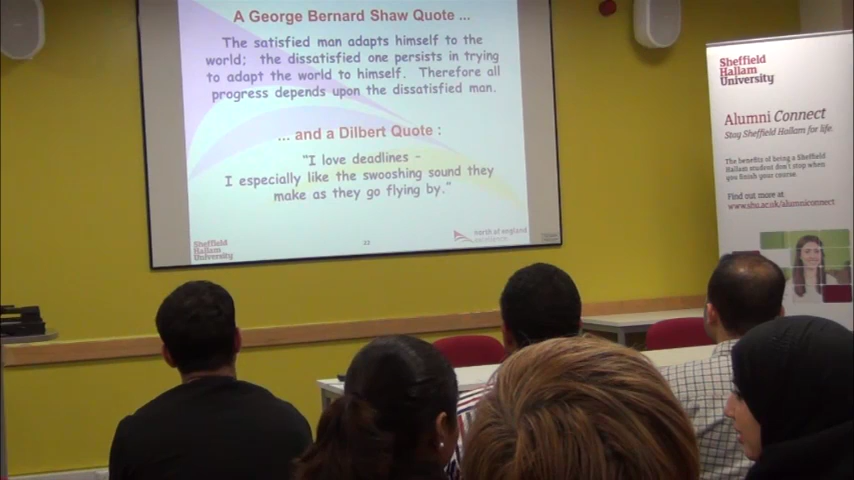 A George Bernard Shaw Quote ...
The satisfied man adapts himself to the
world; the dissatisfied one persists in trying
to adapt the world to himself. Therefore all
progress depends upon the dissatisfied man.
... and a Dilbert Quote :
"I love deadlines -
I especially like the swooshing sound they
make as they go flying by."
Sheffield
Hallam
University
23
north of england
Sheffield
Hallam
University
Alumni Connect
Stay Sheffield Hallam for life.
The benefits of being a Sheffield
Hallam student don't stop when
you finish your course.
Find out more at
www.shu.ac.uk/alumniconnect